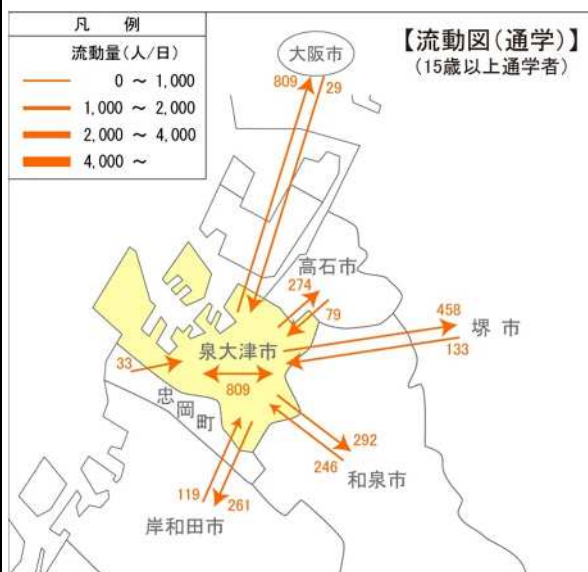 凡　例
流動量(人/日)
0 ～ 1,000
1,000 ～ 2,000
2,000 ～ 4,000
4,000 ～
【流動図(通学)】
(15歳以上通学者)
大阪市
809
29
高石市
274
79
458
堺 市
133
泉大津市
33
809
忠岡町
292
246
和泉市
119
261
岸和田市